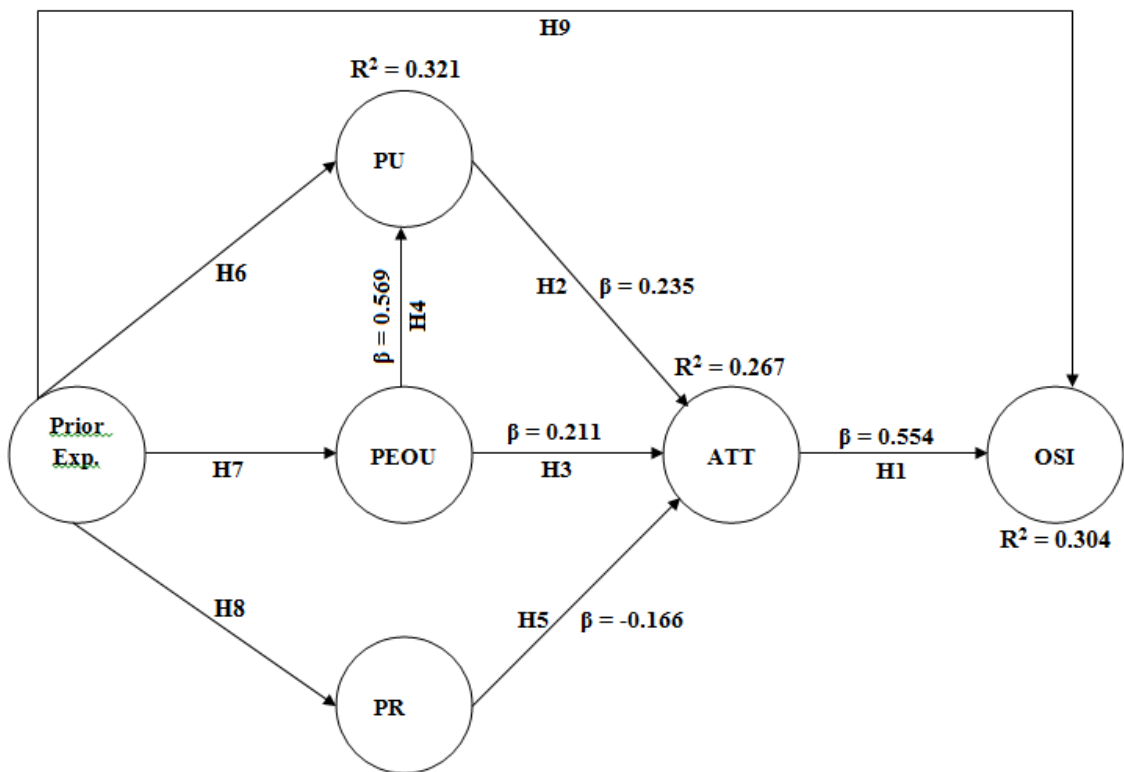 H9
R² = 0.321
PU
H6
β = 0.569
H4
H2
β = 0.235
R² = 0.267
Prior
Exp.
H7
PEOU
β = 0.211
H3
ATT
β = 0.554
H1
OSI
R² = 0.304
H8
H5
β = -0.166
PR